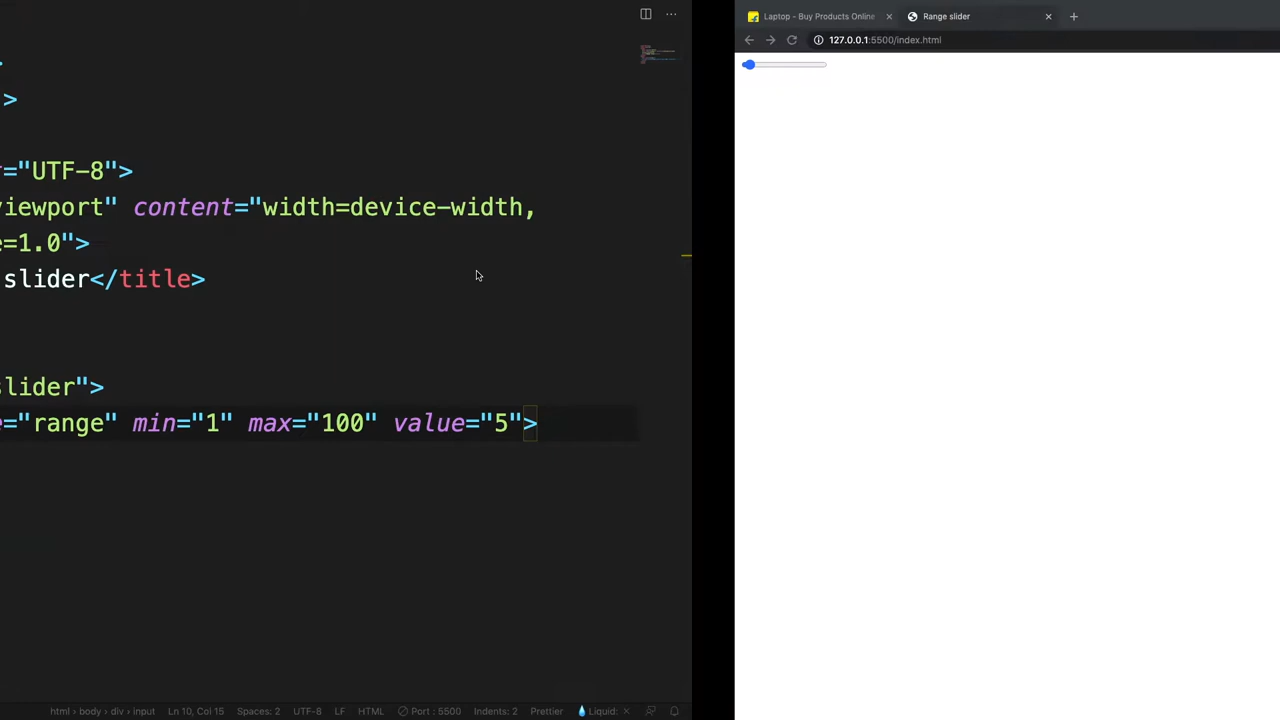 >
>
="UTF-8">
viewport" content="width=device-width,
e=1.0">
slider</title>
slider">
e="range" min="1" max="100" value="5">
html › body › div › input
Ln 10, Col 15
Spaces: 2
UTF-8
LF
HTML
Port : 5500
Indents: 2
Prettier
Liquid: ×
Laptop - Buy Products Online
Range slider
127.0.0.1:5500/index.html